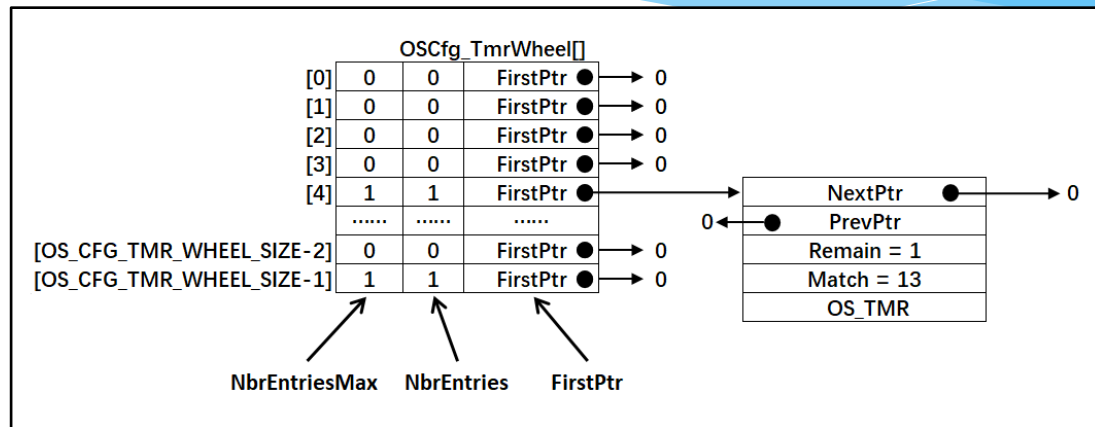 OSCfg_TmrWheel[]
[0] 0 0 FirstPtr 0
[1] 0 0 FirstPtr 0
[2] 0 0 FirstPtr 0
[3] 0 0 FirstPtr 0
[4] 1 1 FirstPtr NextPtr 0
...... ...... ...... 0 PrevPtr
[OS_CFG_TMR_WHEEL_SIZE-2] 0 0 FirstPtr 0 Remain = 1
[OS_CFG_TMR_WHEEL_SIZE-1] 1 1 FirstPtr 0 Match = 13
OS_TMR
NbrEntriesMax NbrEntries FirstPtr